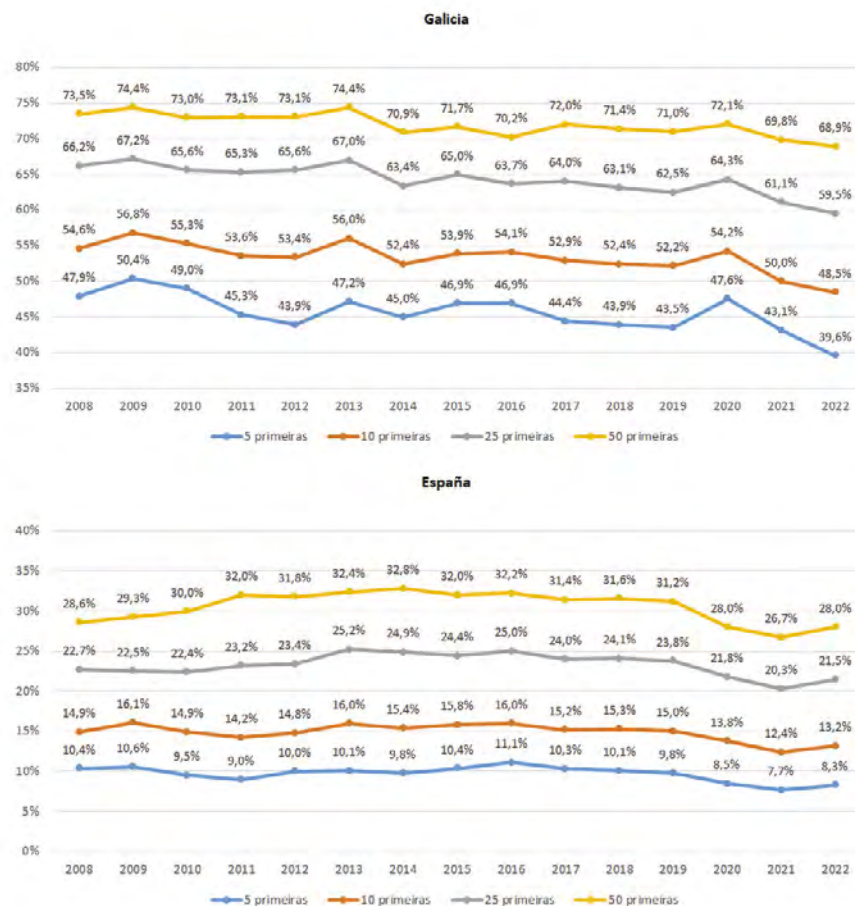 Galicia
80%
75%
70%
65%
60%
55%
50%
45%
40%
35%
73,5% 74,4% 73,0% 73,1% 73,1% 74,4% 70,9% 71,7% 70,2% 72,0% 71,4% 71,0% 72,1% 69,8% 68,9%
66,2% 67,2% 65,6% 65,3% 65,6% 67,0% 63,4% 65,0% 63,7% 64,0% 63,1% 62,5% 64,3% 61,1% 59,5%
54,6% 56,8% 55,3% 53,6% 53,4% 56,0% 52,4% 53,9% 54,1% 52,9% 52,4% 52,2% 54,2% 50,0% 48,5%
47,9% 50,4% 49,0% 45,3% 43,9% 47,2% 45,0% 46,9% 46,9% 44,4% 43,9% 43,5% 47,6% 43,1% 39,6%
2008 2009 2010 2011 2012 2013 2014 2015 2016 2017 2018 2019 2020 2021 2022
5 primeiras 10 primeiras 25 primeiras 50 primeiras
España
40%
35%
30%
25%
20%
15%
10%
5%
0%
28,6% 29,3% 30,0% 32,0% 31,8% 32,4% 32,8% 32,0% 32,2% 31,4% 31,6% 31,2% 28,0% 26,7% 28,0%
22,7% 22,5% 22,4% 23,2% 23,4% 25,2% 24,9% 24,4% 25,0% 24,0% 24,1% 23,8% 21,8% 20,3% 21,5%
14,9% 16,1% 14,9% 14,2% 14,8% 16,0% 15,4% 15,8% 16,0% 15,2% 15,3% 15,0% 13,8% 12,4% 13,2%
10,4% 10,6% 9,5% 9,0% 10,0% 10,1% 9,8% 10,4% 11,1% 10,3% 10,1% 9,8% 8,5% 7,7% 8,3%
2008 2009 2010 2011 2012 2013 2014 2015 2016 2017 2018 2019 2020 2021 2022
5 primeiras 10 primeiras 25 primeiras 50 primeiras